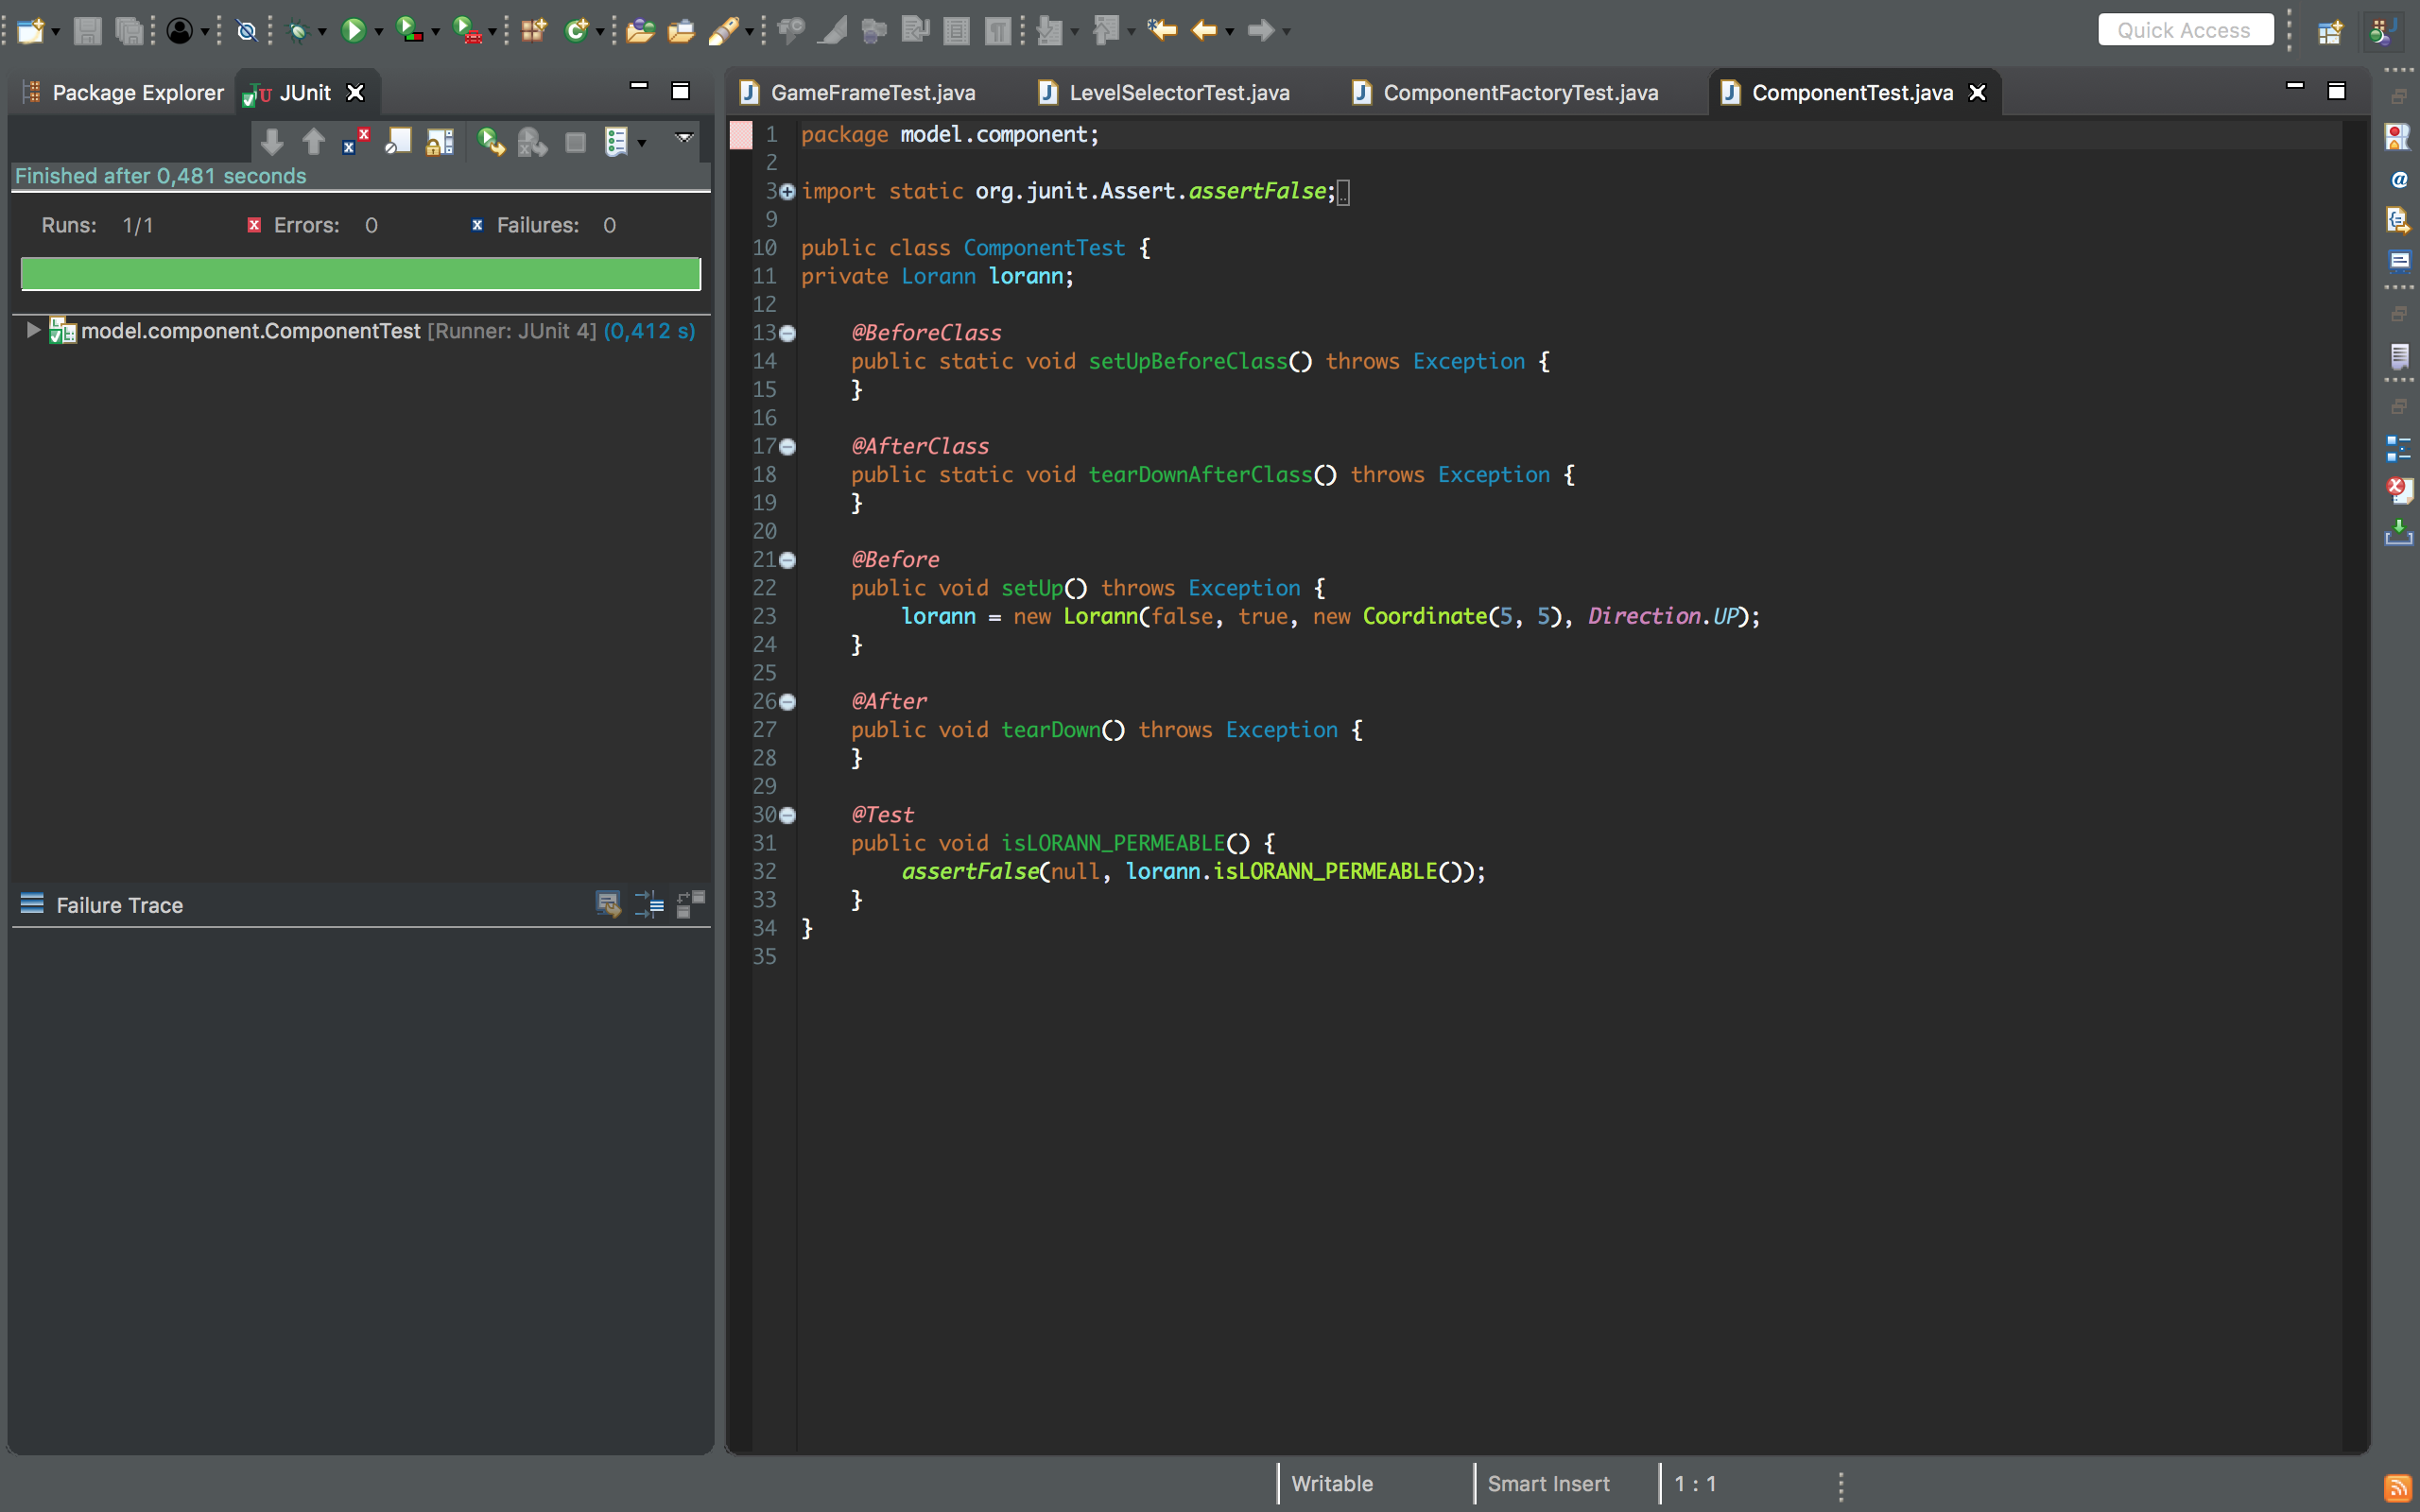 Quick Access
Package Explorer
JUnit
GameFrameTest.java
LevelSelectorTest.java
ComponentFactoryTest.java
ComponentTest.java
Finished after 0,481 seconds
Runs: 1/1 Errors: 0 Failures: 0
model.component.ComponentTest [Runner: JUnit 4] (0,412 s)
Failure Trace
1 package model.component;
2
3 import static org.junit.Assert.assertFalse;
9
10 public class ComponentTest {
11 private Lorann lorann;
12
13 @BeforeClass
14 public static void setUpBeforeClass() throws Exception {
15 }
16
17 @AfterClass
18 public static void tearDownAfterClass() throws Exception {
19 }
20
21 @Before
22 public void setUp() throws Exception {
23 lorann = new Lorann(false, true, new Coordinate(5, 5), Direction.UP);
24 }
25
26 @After
27 public void tearDown() throws Exception {
28 }
29
30 @Test
31 public void isLORANN_PERMEABLE() {
32 assertFalse(null, lorann.isLORANN_PERMEABLE());
33 }
34 }
35
Writable
Smart Insert
1 : 1